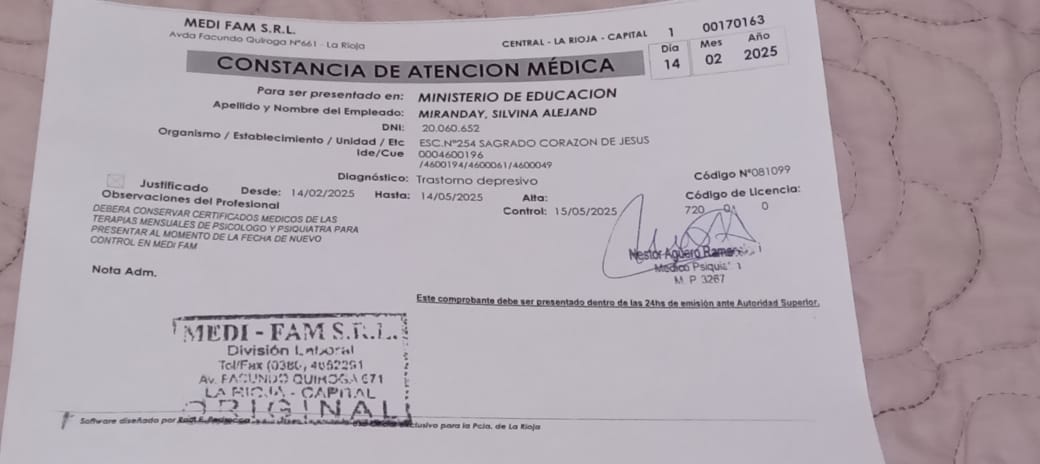 MEDI FAM S.R.L.
Avda Facundo Quiroga Nº661 - La Rioja
CENTRAL - LA RIOJA - CAPITAL 1 00170163
Día Mes Año
14 02 2025
CONSTANCIA DE ATENCION MÉDICA
Para ser presentado en: MINISTERIO DE EDUCACION
Apellido y Nombre del Empleado: MIRANDAY, SILVINA ALEJAND
DNI: 20.060.652
Organismo / Establecimiento / Unidad / Etc ESC.Nº254 SAGRADO CORAZON DE JESUS
Ide/Cue 0004600196
/4600194/4600061/4600049
Diagnóstico: Trastorno depresivo
Código Nº081099
Justificado Desde: 14/02/2025 Hasta: 14/05/2025 Alta:
Código de Licencia:
Control: 15/05/2025
720 0
Observaciones del Profesional
DEBERA CONSERVAR CERTIFICADOS MEDICOS DE LAS
TERAPIAS MENSUALES DE PSICOLOGO Y PSIQUIATRA PARA
PRESENTAR AL MOMENTO DE LA FECHA DE NUEVO
CONTROL EN MEDI FAM
Nestor Agüero
Médico
M P 3267
Nota Adm.
Este comprobante debe ser presentado dentro de las 24hs de emisión ante Autoridad Superior.
MEDI - FAM S.R.L.
División Laboral
Tel/Fax
AV. FACUNDO QUIROGA 671
LA RIOJA - CAPITAL
ORIGINAL
Software diseñado por
para la Pcia. de La Rioja